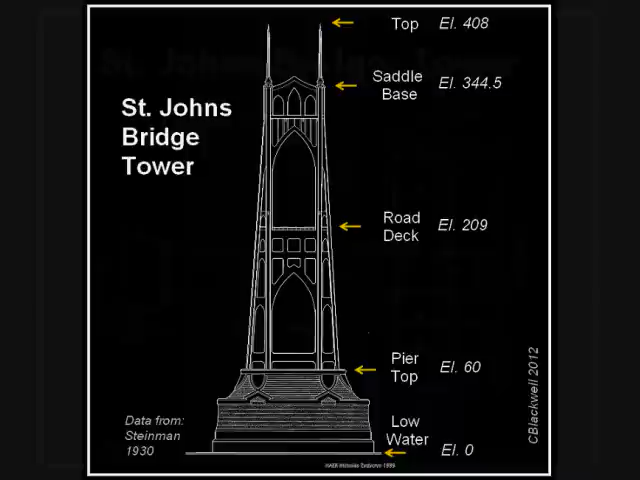 Top El. 408
Saddle
Base El. 344.5
St. Johns
Bridge
Tower
Road
Deck El. 209
Pier
Top El. 60
Low
Water El. 0
Data from:
Steinman
1930
CBlackwell 2012